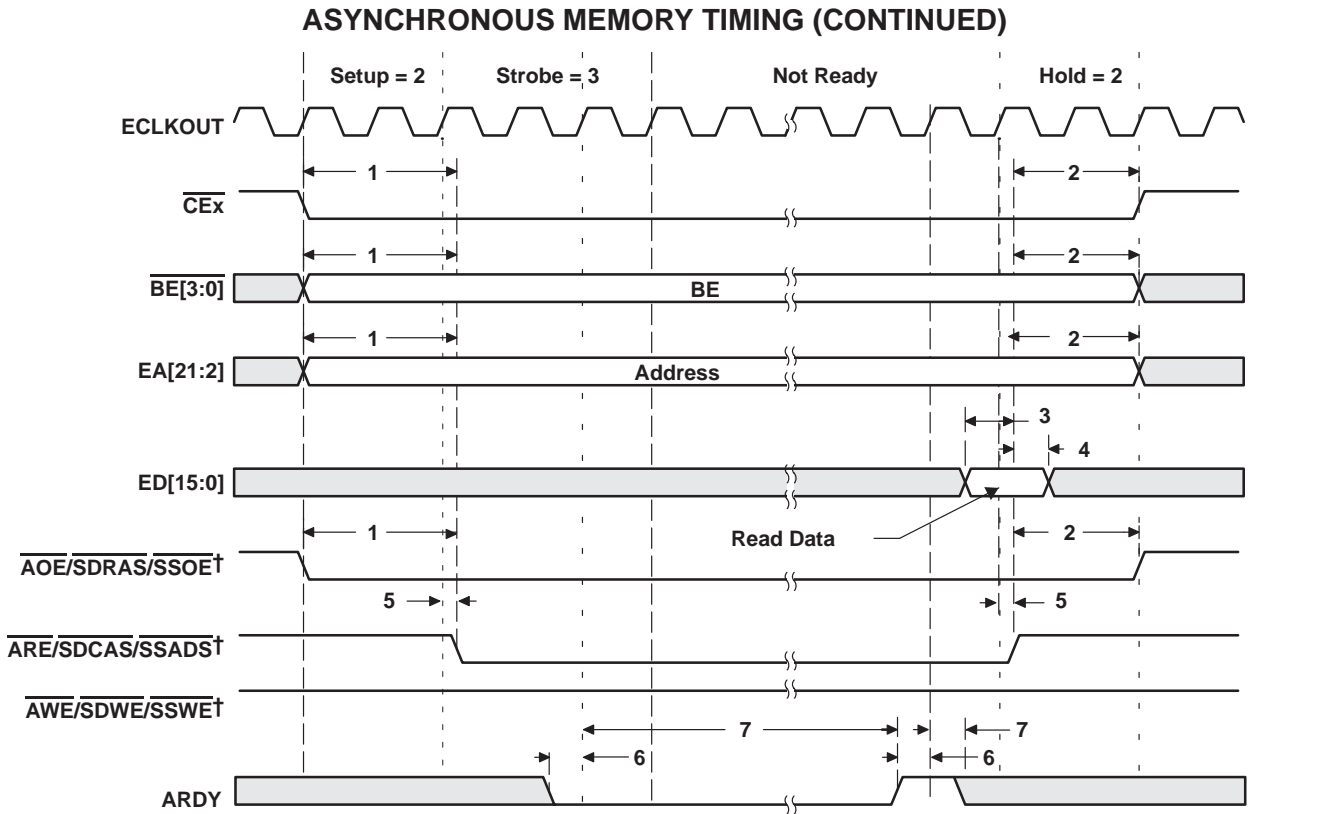 ASYNCHRONOUS MEMORY TIMING (CONTINUED)
Setup = 2 Strobe = 3 Not Ready Hold = 2
ECLKOUT
1 2
CEx
1 2
BE[3:0] BE
1 2
EA[21:2] Address
3
4
ED[15:0]
1 Read Data 2
AOE/SDRAS/SSOE†
5 5
ARE/SDCAS/SSADS†
AWE/SDWE/SSWE†
7 7
6 6
ARDY